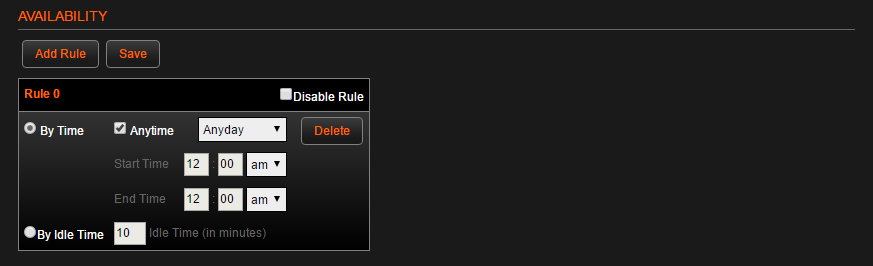 AVAILABILITY
Add Rule Save
Rule 0 Disable Rule
By Time Anytime Anyday Delete
Start Time 12 : 00 am
End Time 12 : 00 am
By Idle Time 10 Idle Time (in minutes)